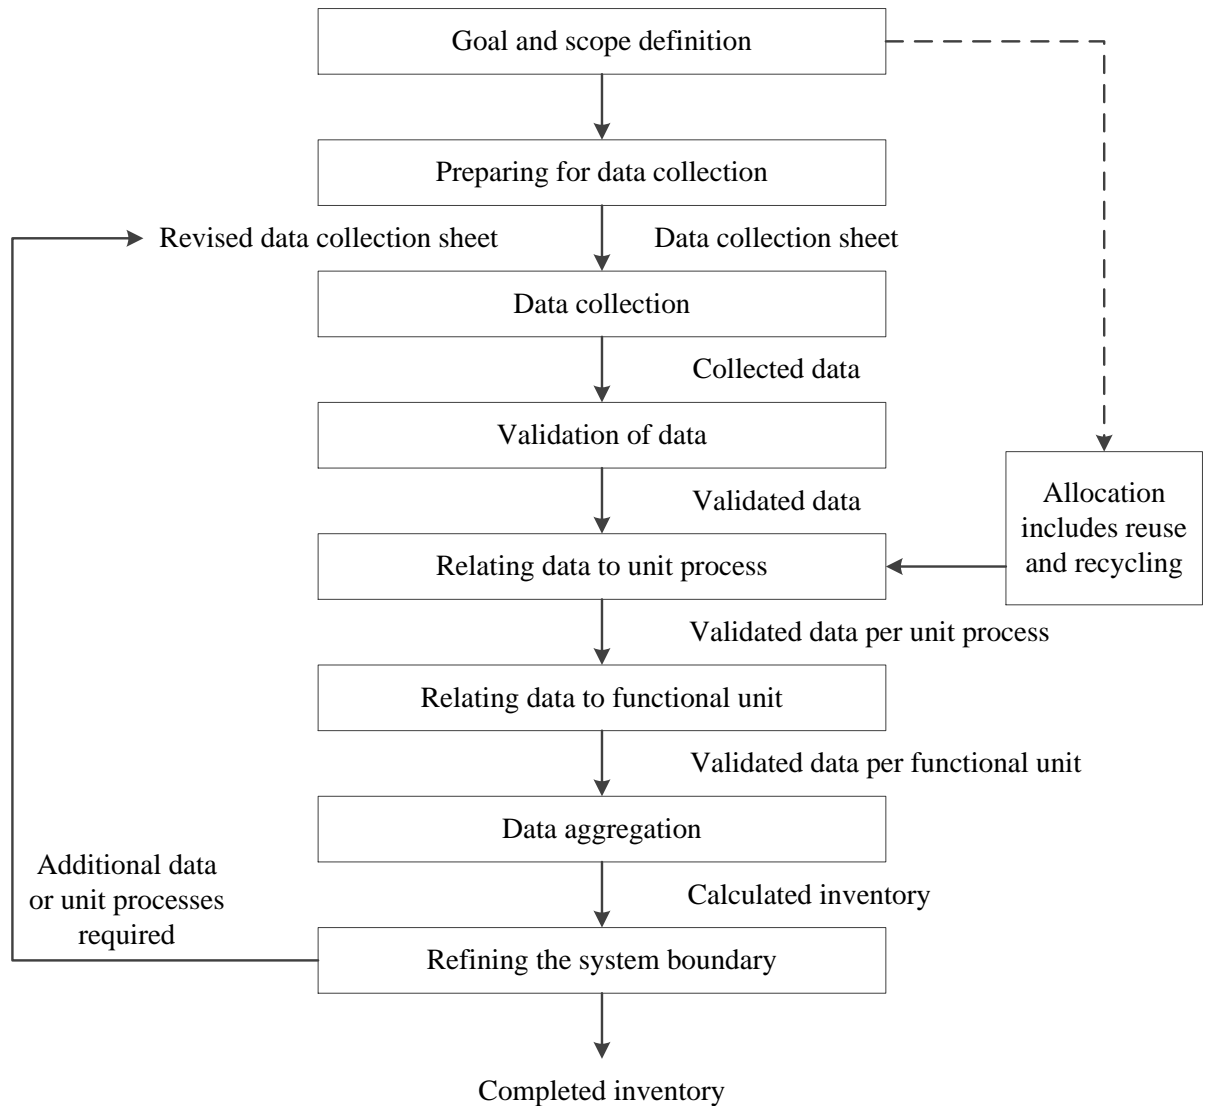 Goal and scope definition
Preparing for data collection
Revised data collection sheet
Data collection sheet
Data collection
Collected data
Validation of data
Validated data
Allocation
includes reuse
and recycling
Relating data to unit process
Validated data per unit process
Relating data to functional unit
Validated data per functional unit
Data aggregation
Additional data
or unit processes
required
Calculated inventory
Refining the system boundary
Completed inventory